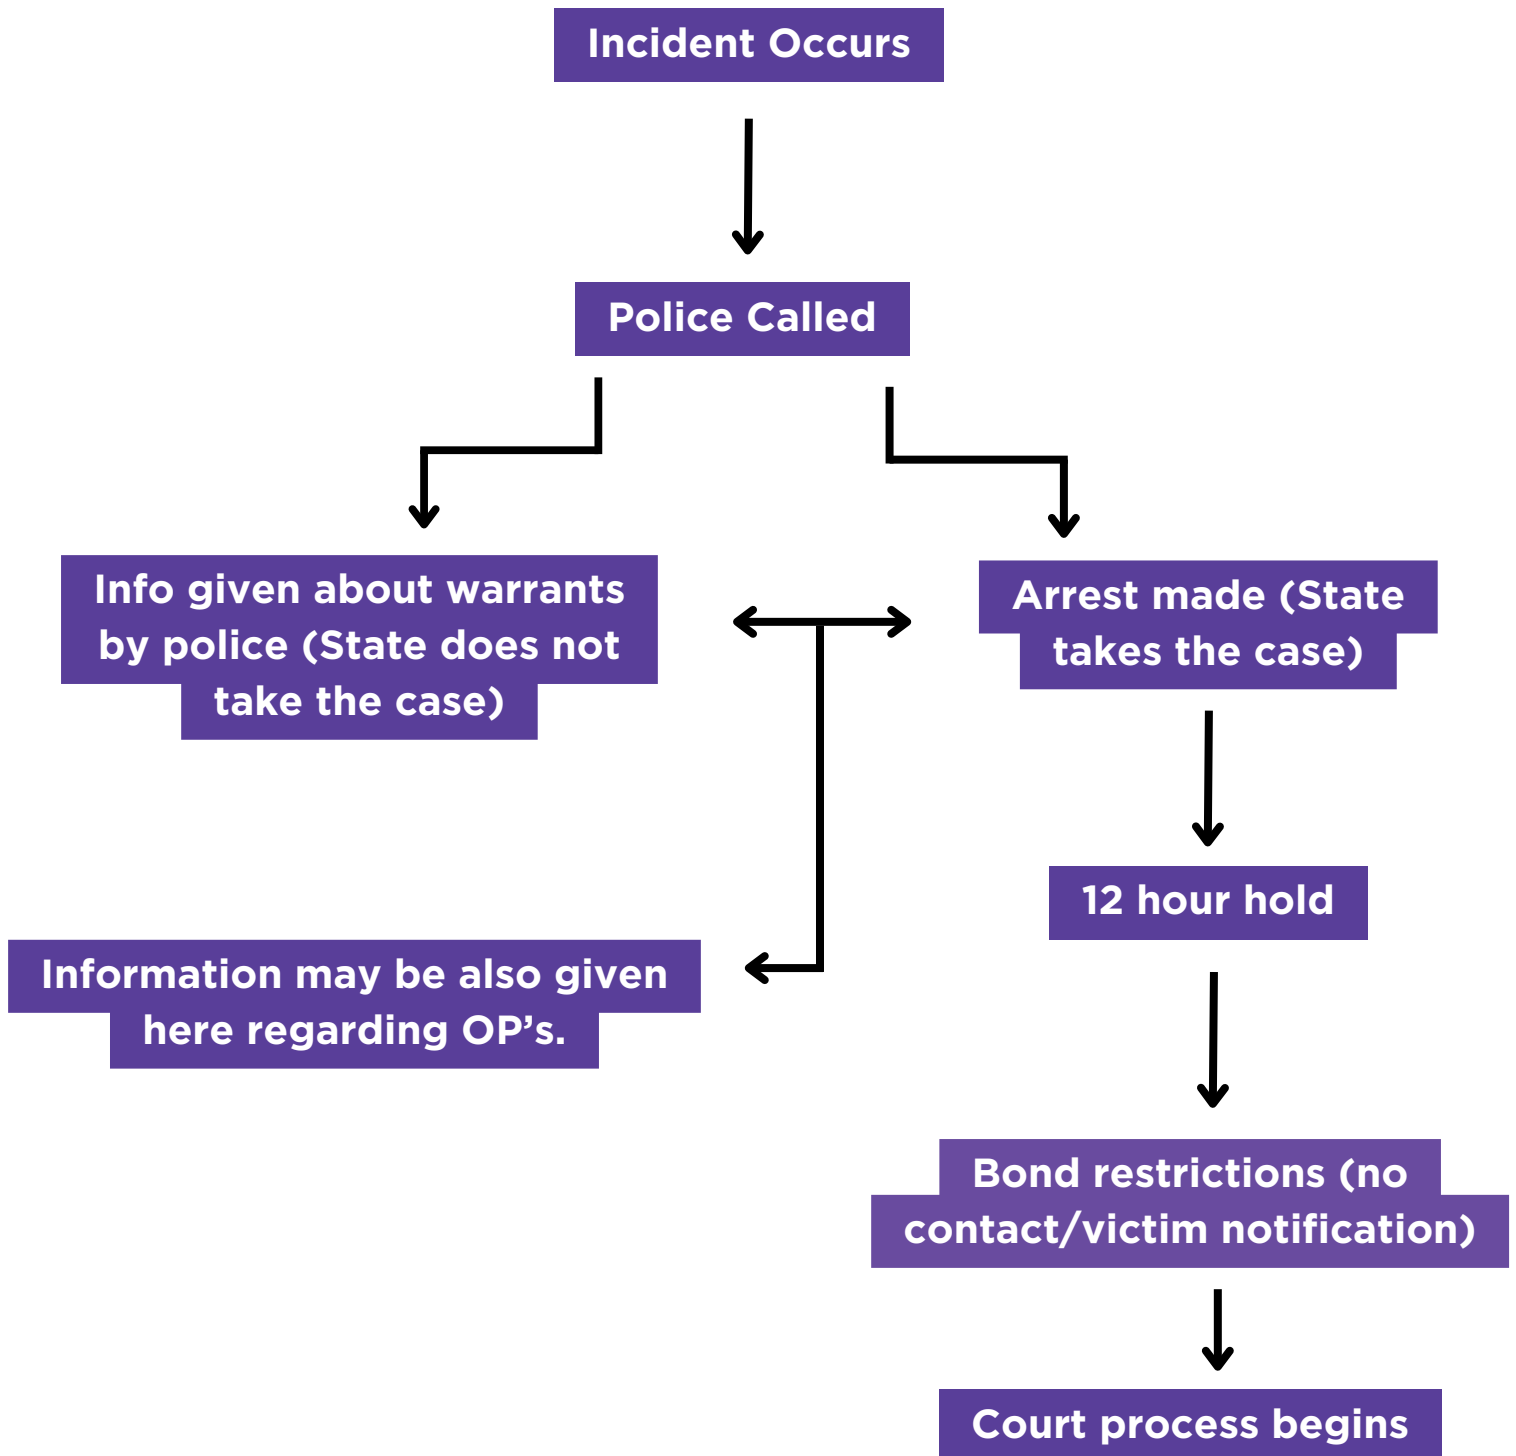 Incident Occurs
Police Called
Info given about warrants
by police (State does not
take the case)
Arrest made (State
takes the case)
12 hour hold
Information may be also given
here regarding OP’s.
Bond restrictions (no
contact/victim notification)
Court process begins